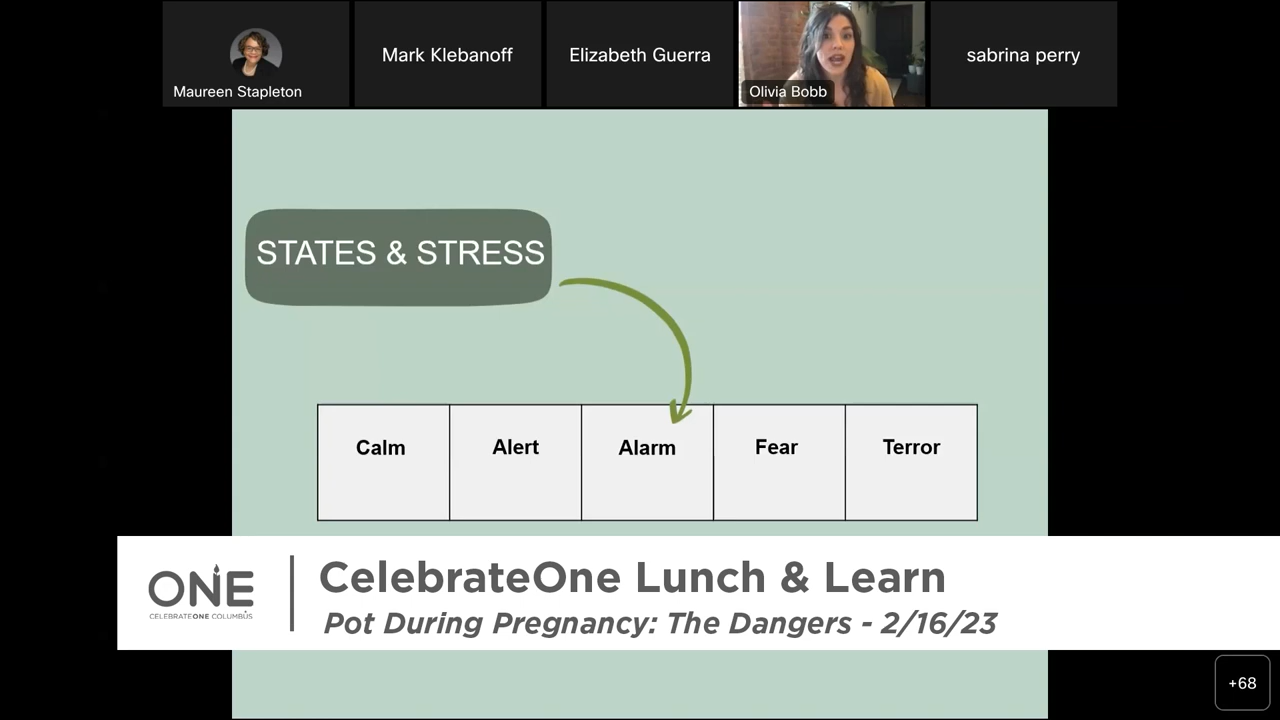 Maureen Stapleton
Mark Klebanoff
Elizabeth Guerra
Olivia Bobb
sabrina perry
STATES & STRESS
Calm
Alert
Alarm
Fear
Terror
ONE
CELEBRATEONE COLUMBUS
CelebrateOne Lunch & Learn
Pot During Pregnancy: The Dangers - 2/16/23
+68